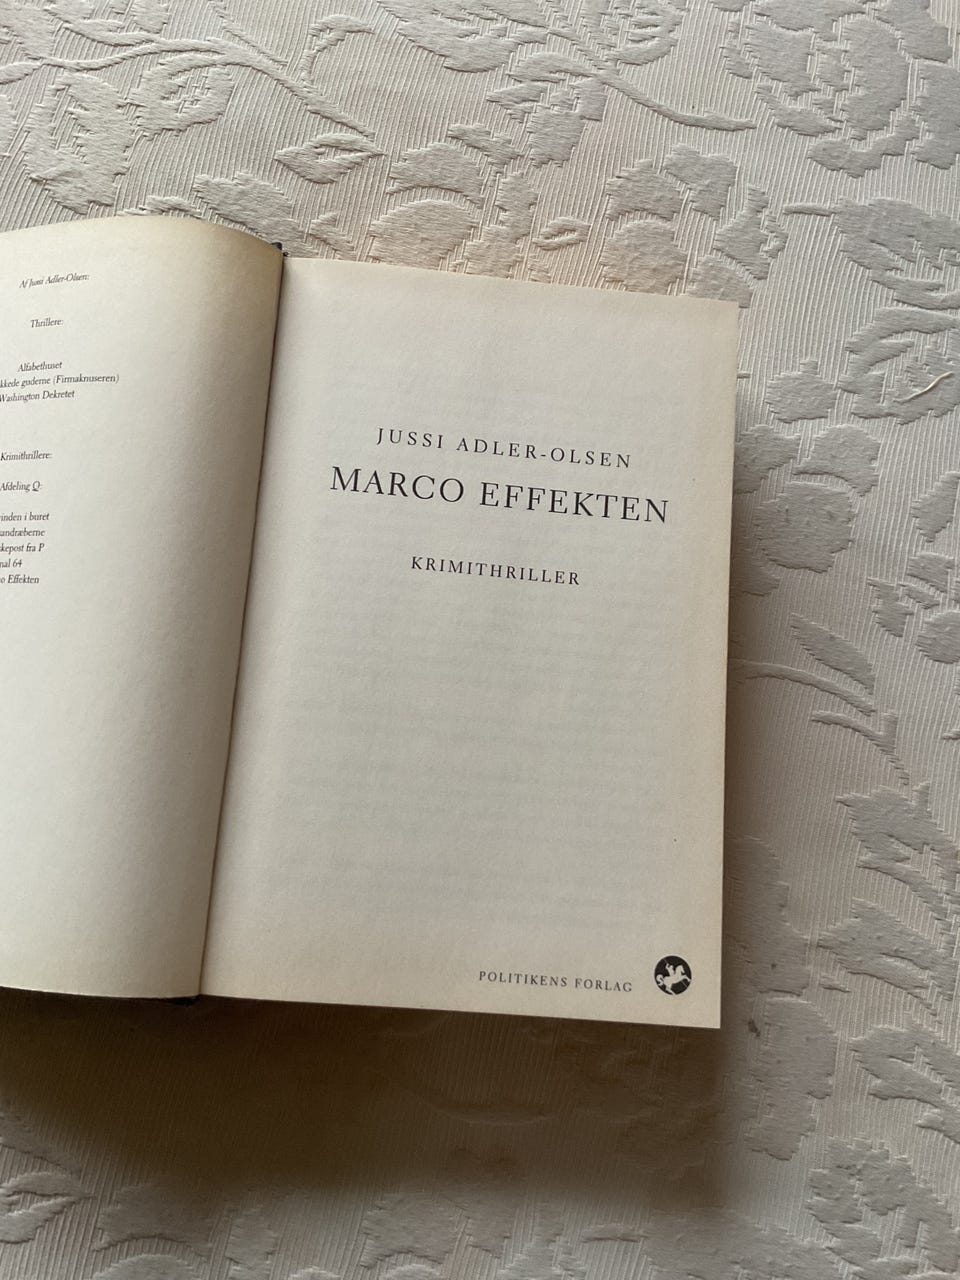 Af Jussi Adler-Olsen:
Thrillere:
Alfabethuset
(Firmaknuseren)
Washington Dekretet
Krimithrillere:
Afdeling Q:
i buret
fra P
64
Effekten
JUSSI ADLER-OLSEN
MARCO EFFEKTEN
KRIMITHRILLER
POLITIKENS FORLAG